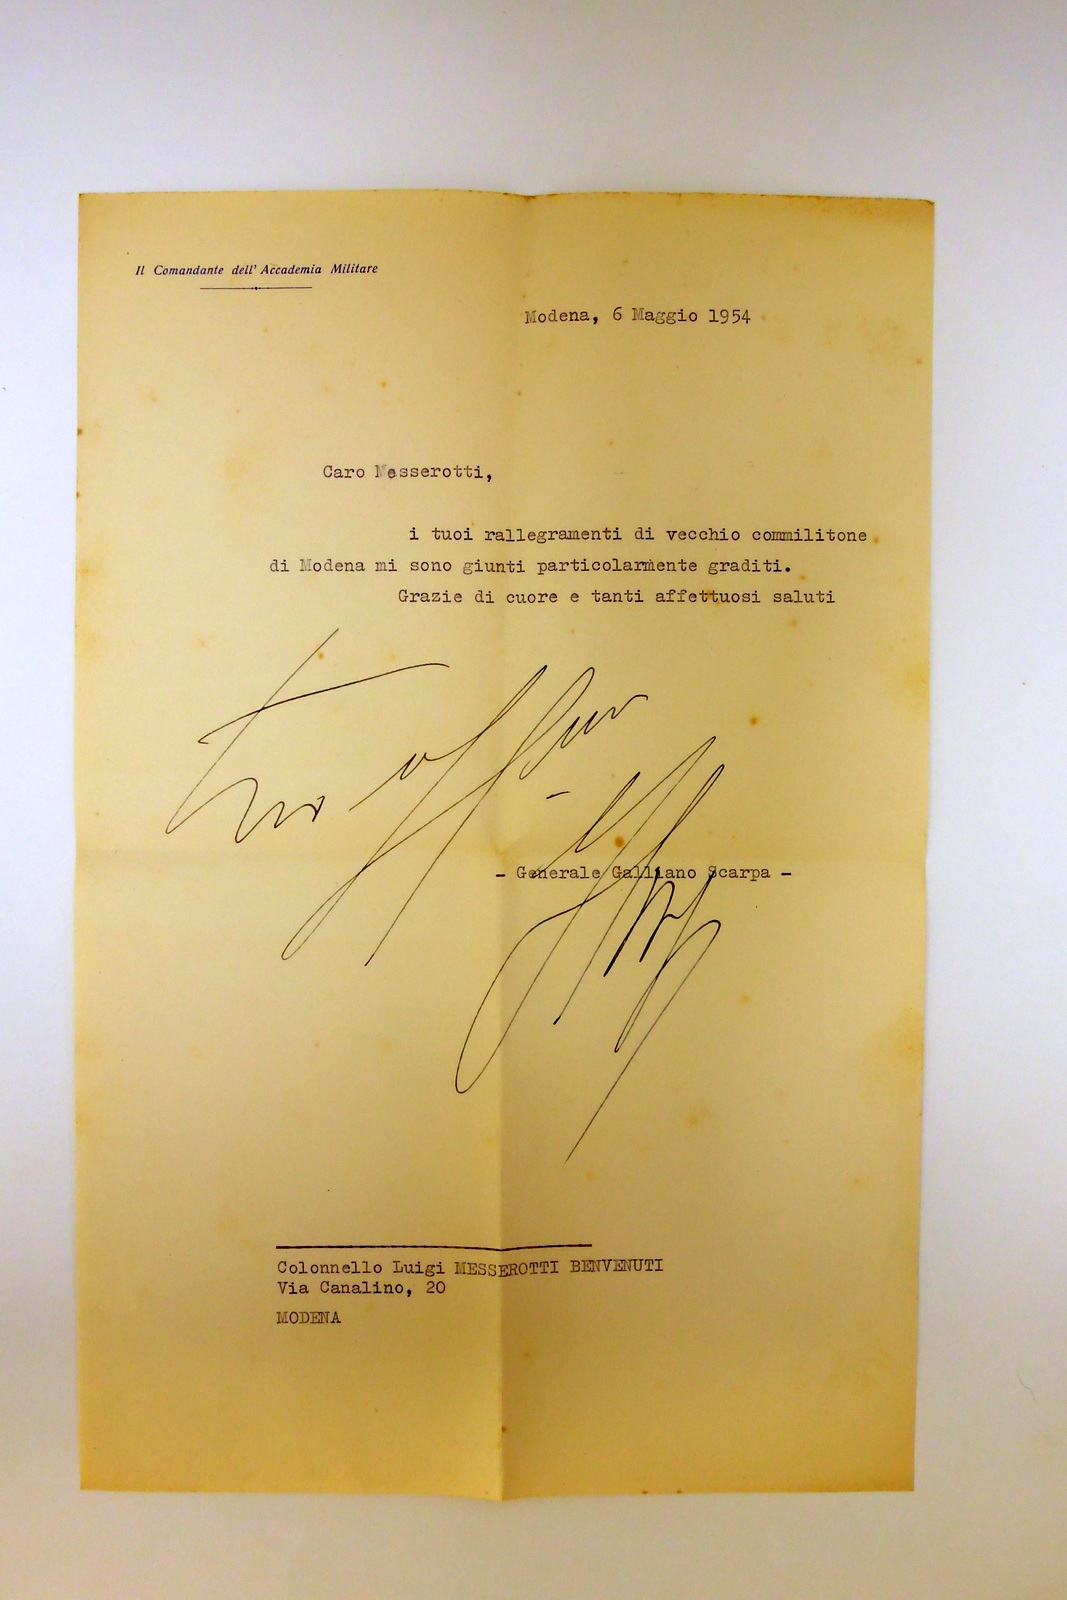 Il Comandante dell' Accademia Militare
Modena, 6 Maggio 1954
Caro Messerotti,
i tuoi rallegramenti di vecchio commilitone
di Modena mi sono giunti particolarmente graditi.
Grazie di cuore e tanti affettuosi saluti
- Generale Galliano Scarpa -
Colonnello Luigi MESSEROTTI BENVENUTI
Via Canalino, 20
MODENA